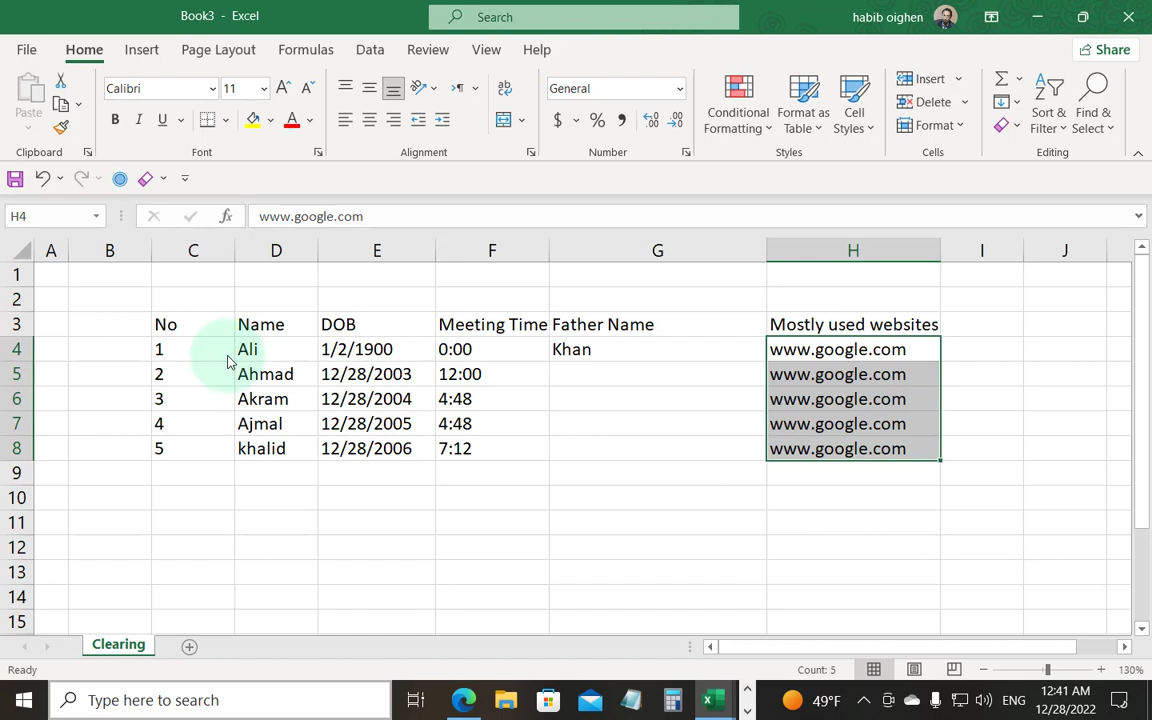 Book3 - Excel
Search
habib oighen
File Home Insert Page Layout Formulas Data Review View Help
Share
Paste
Calibri 11
General
Conditional Formatting
Format as Table
Cell Styles
Insert
Delete
Format
Sort & Filter
Find & Select
Clipboard Font Alignment Number Styles Cells Editing
H4 fx www.google.com
A B C D E F G H I J
1
2
3 No Name DOB Meeting Time Father Name Mostly used websites
4 1 Ali 1/2/1900 0:00 Khan www.google.com
5 2 Ahmad 12/28/2003 12:00 www.google.com
6 3 Akram 12/28/2004 4:48 www.google.com
7 4 Ajmal 12/28/2005 4:48 www.google.com
8 5 khalid 12/28/2006 7:12 www.google.com
9
10
11
12
13
14
15
Clearing
Ready Count: 5 130%
Type here to search
49°F ENG
12:41 AM
12/28/2022